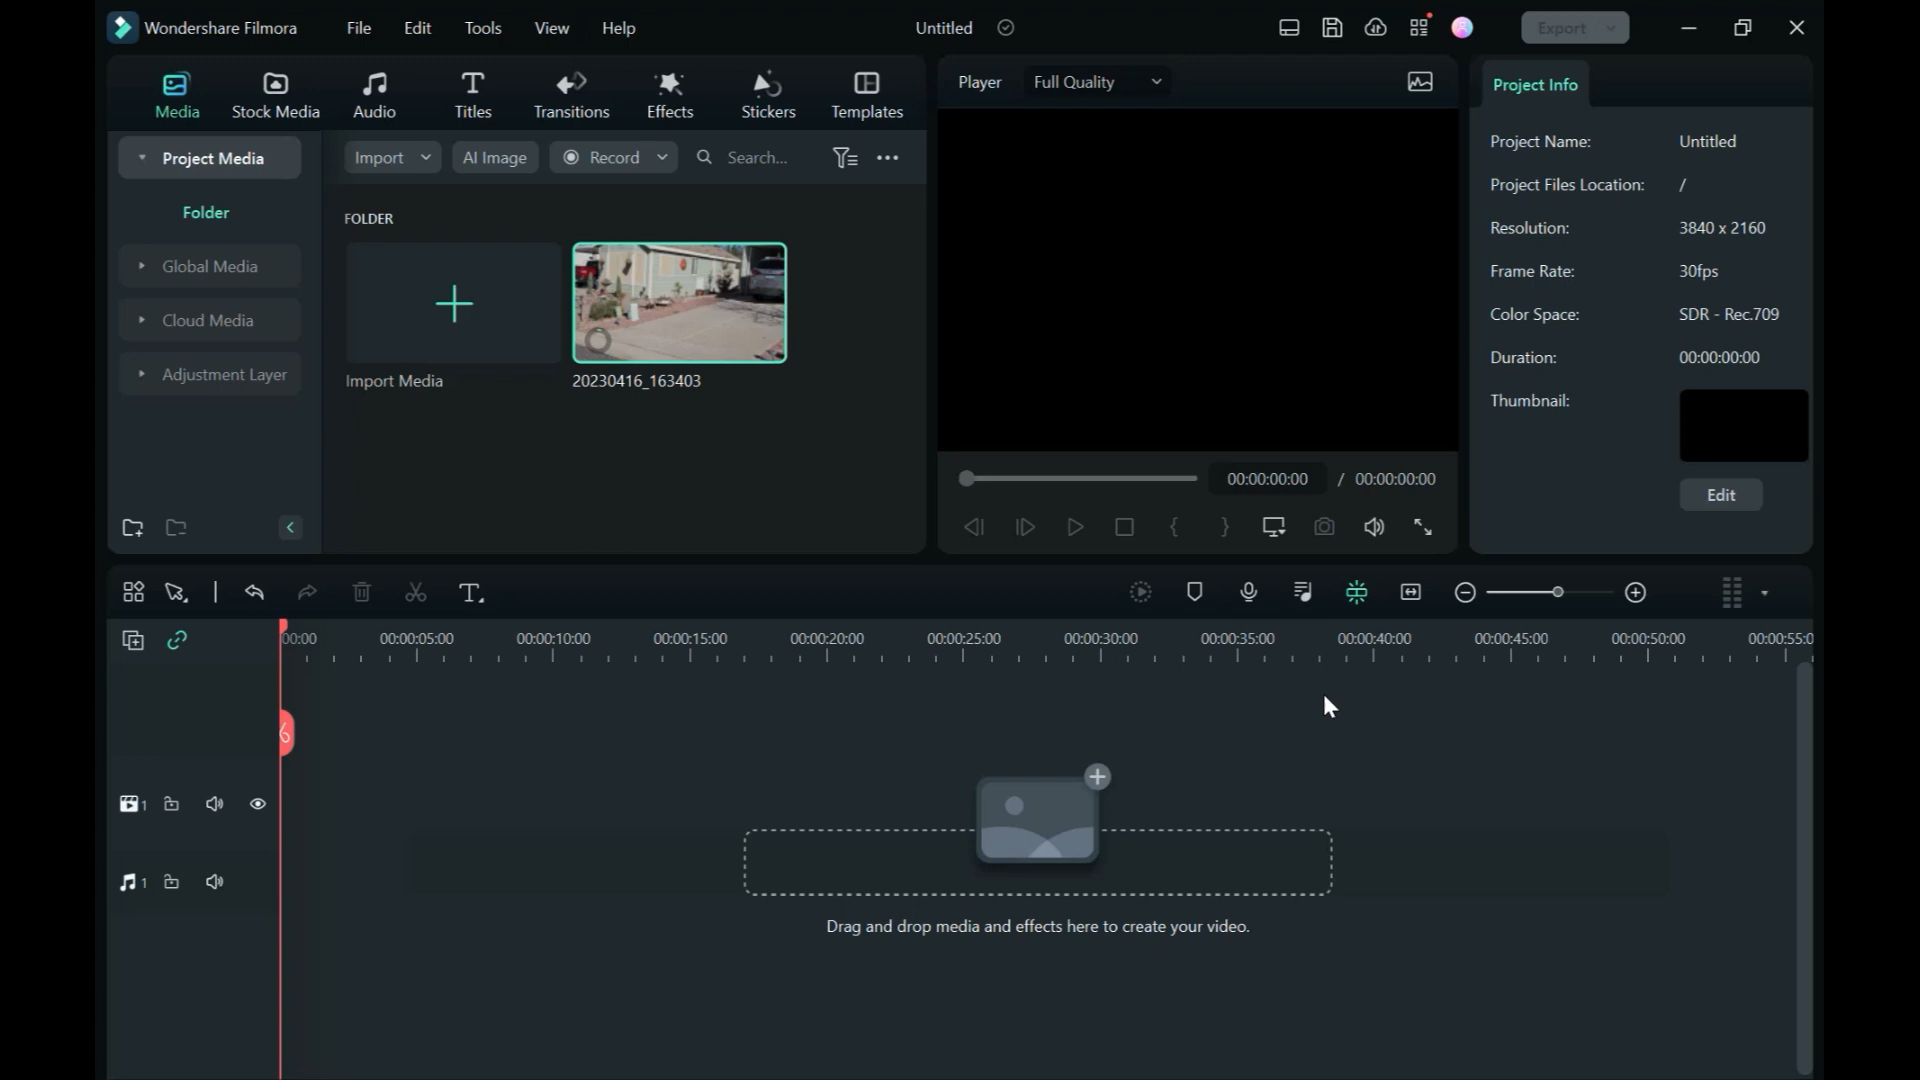 Wondershare Filmora File Edit Tools View Help Untitled Export
Media Stock Media Audio Titles Transitions Effects Stickers Templates
Player Full Quality
Project Info
Project Media
Import AI Image Record Search...
Folder
Global Media
Cloud Media
Adjustment Layer
FOLDER
Import Media
20230416_163403
00:00:00:00 / 00:00:00:00
Project Name: Untitled
Project Files Location: /
Resolution: 3840 x 2160
Frame Rate: 30fps
Color Space: SDR - Rec.709
Duration: 00:00:00:00
Thumbnail:
Edit
00:00 00:00:05:00 00:00:10:00 00:00:15:00 00:00:20:00 00:00:25:00 00:00:30:00 00:00:35:00 00:00:40:00 00:00:45:00 00:00:50:00 00:00:55:0
1
1
Drag and drop media and effects here to create your video.